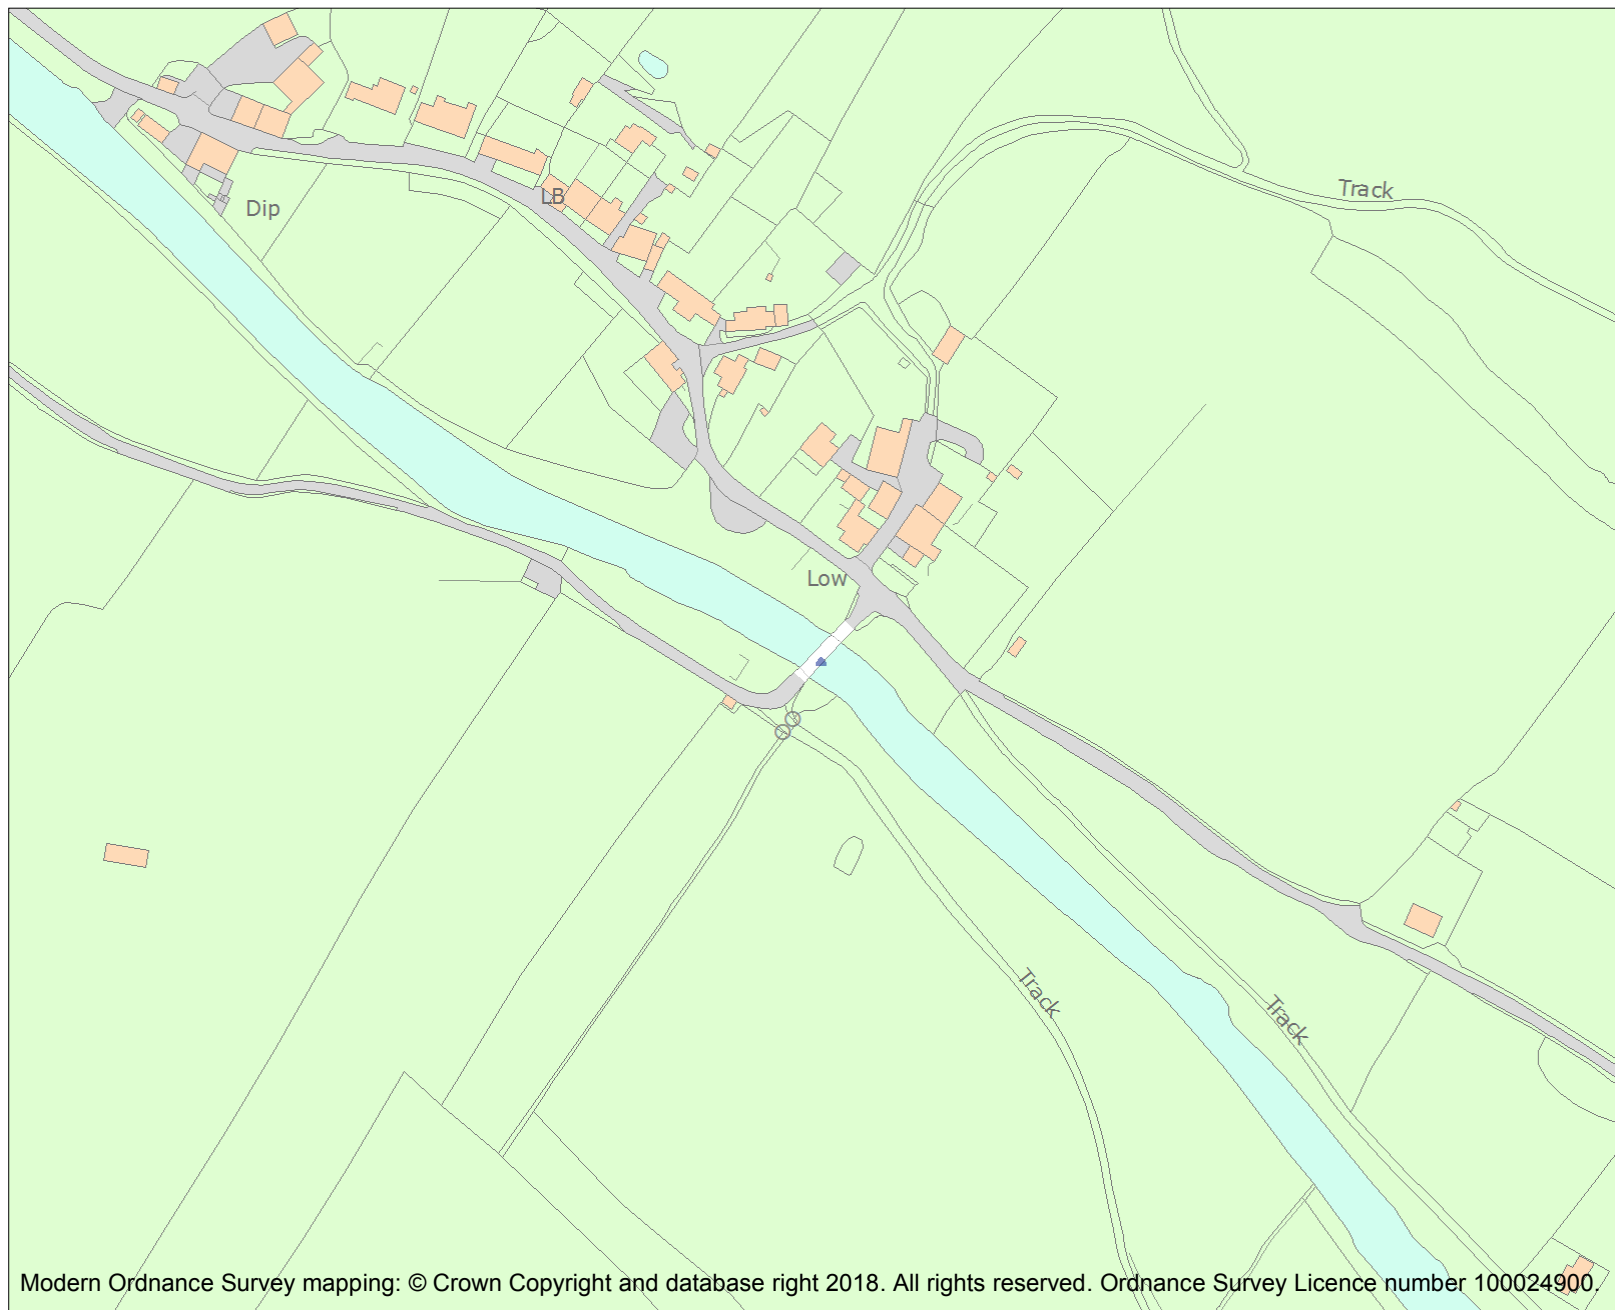 Track
LB
Dip
Low
Track
Track
Modern Ordnance Survey mapping: © Crown Copyright and database right 2018. All rights reserved. Ordnance Survey Licence number 100024900.